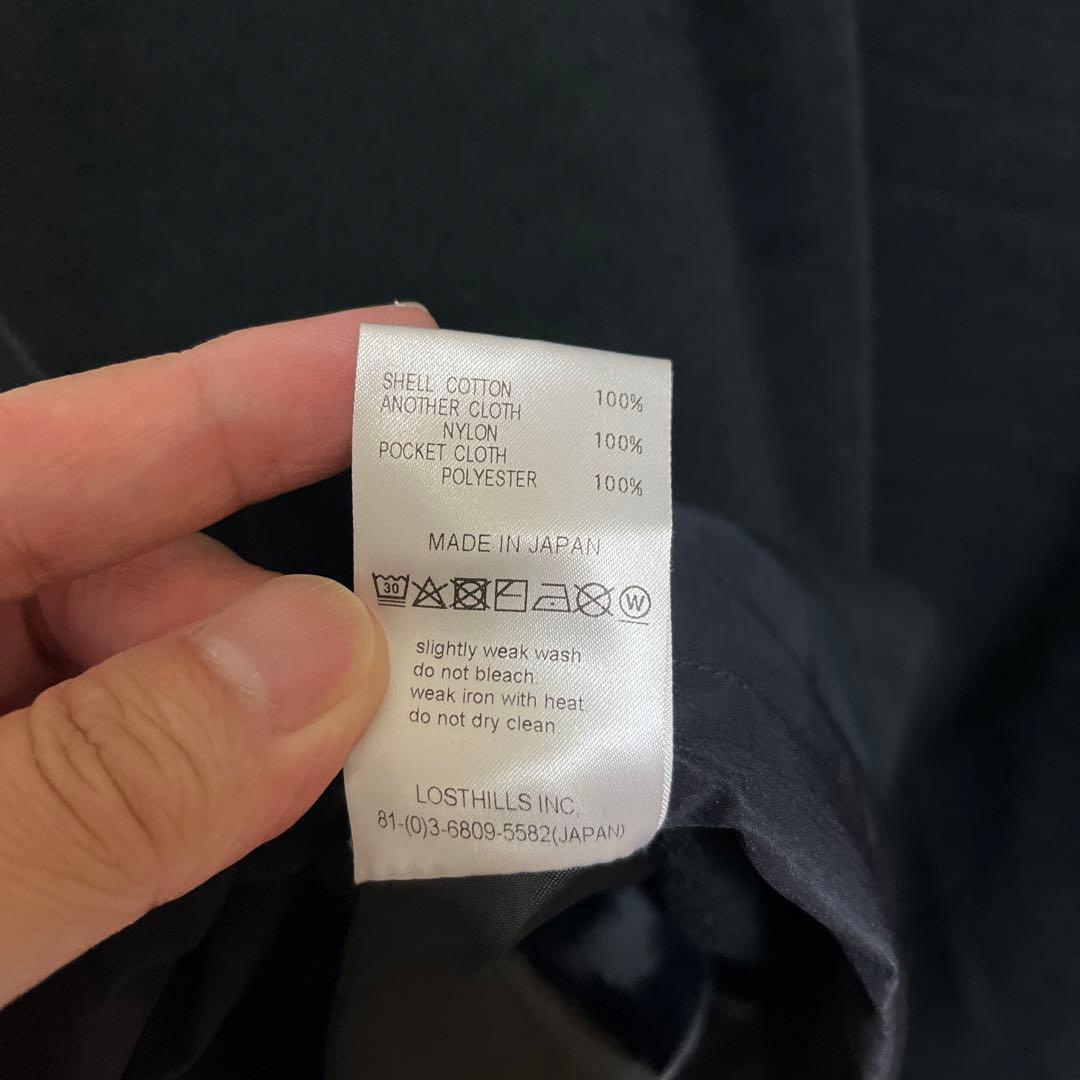 SHELL COTTON 100%
ANOTHER CLOTH
NYLON 100%
POCKET CLOTH
POLYESTER 100%
MADE IN JAPAN
30 W
slightly weak wash
do not bleach.
weak iron with heat
do not dry clean.
LOSTHILLS INC,
81-(0)3-6809-5582(JAPAN)